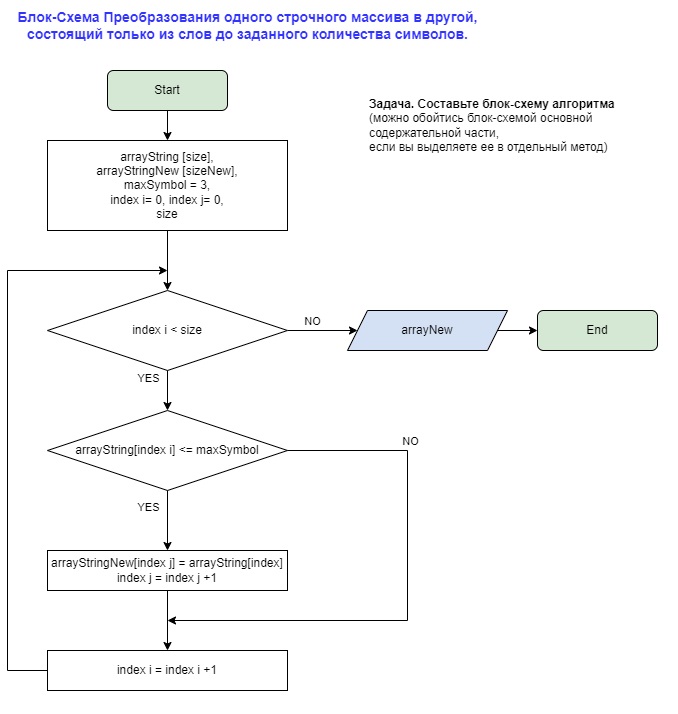 Блок-Схема Преобразования одного строчного массива в другой,
состоящий только из слов до заданного количества символов.
Start
Задача. Составьте блок-схему алгоритма
(можно обойтись блок-схемой основной
содержательной части,
если вы выделяете ее в отдельный метод)
arrayString [size],
arrayStringNew [sizeNew],
maxSymbol = 3,
index i= 0, index j= 0,
size
index i < size
NO
arrayNew
End
YES
arrayString[index i] <= maxSymbol
NO
YES
arrayStringNew[index j] = arrayString[index]
index j = index j +1
index i = index i +1